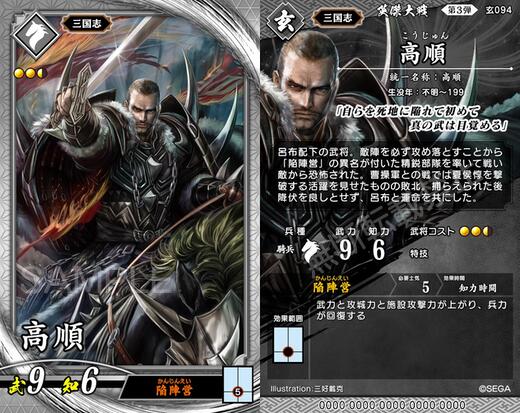 三国志
SAMPLE
高順
武9 知6
かんじんえい
陥陣営
5
玄
三国志
英傑大戦
第3弾
玄094
こうじゅん
高順
統一名称:高順
生没年:不明～199
「自らを死地に陥れて初めて
真の武は目覚める」
呂布配下の武将。敵陣を必ず攻め落とすことから
「陥陣営」の異名が付いた精鋭部隊を率いて戦い
敵から恐怖された。曹操軍との戦では夏侯惇を撃
破する活躍を見せたものの敗北。捕らえられた後
降伏を良しとせず、呂布と運命を共にした。
兵種 武力 知力 武将コスト
騎兵 9 6 特技
かんじんえい
陥陣営
必要士気 効果時間
5 知力時間
効果範囲
武力と攻城力と施設攻撃力が上がり、兵力
が回復する
Illustration:三好載克
©SEGA
0000 0000 0000 0000 0000